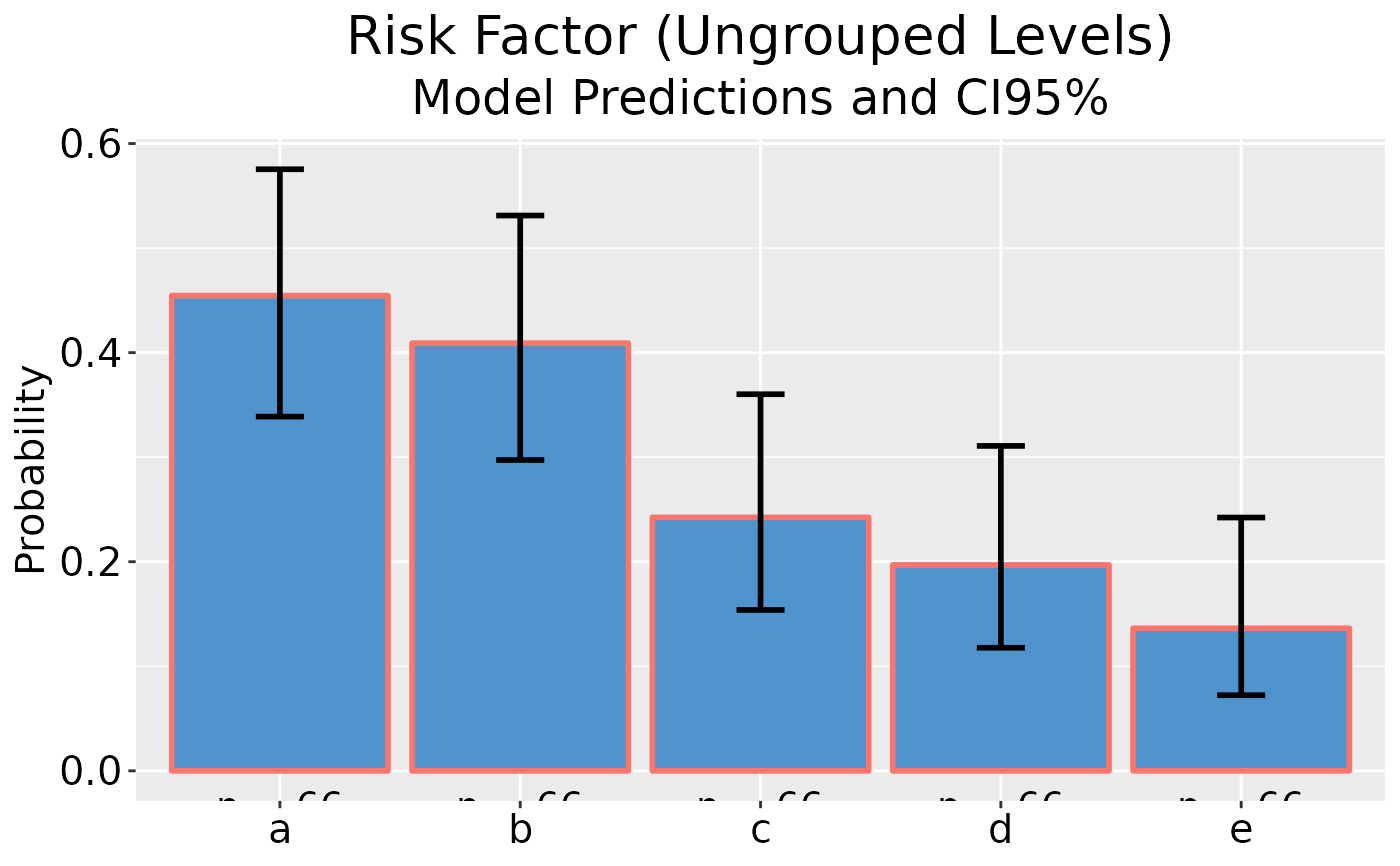 Risk Factor (Ungrouped Levels)
Model Predictions and CI95%
Probability
0.6
0.4
0.2
0.0
a b c d e